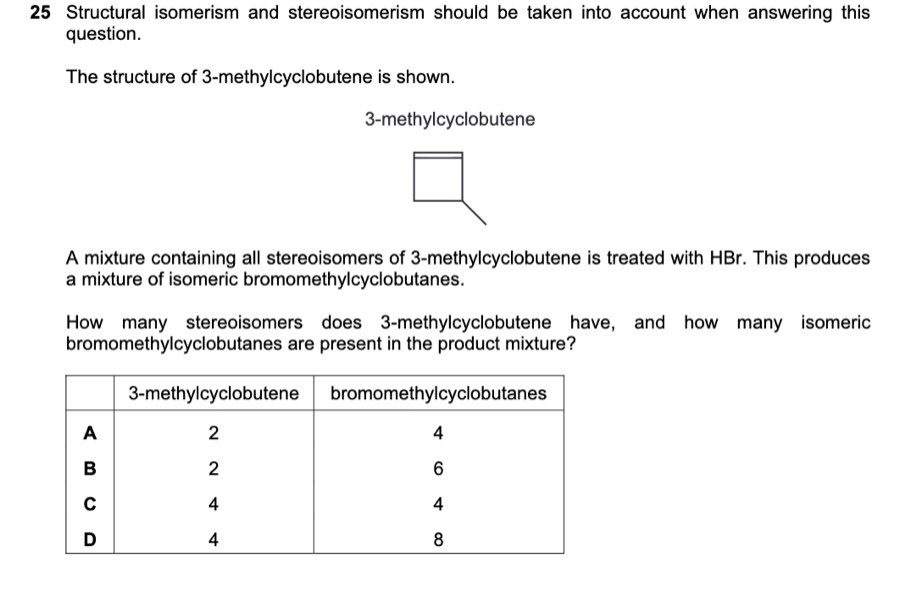 25 Structural isomerism and stereoisomerism should be taken into account when answering this
question.
The structure of 3-methylcyclobutene is shown.
3-methylcyclobutene
A mixture containing all stereoisomers of 3-methylcyclobutene is treated with HBr. This produces
a mixture of isomeric bromomethylcyclobutanes.
How many stereoisomers does 3-methylcyclobutene have, and how many isomeric
bromomethylcyclobutanes are present in the product mixture?
3-methylcyclobutene bromomethylcyclobutanes
A 2 4
B 2 6
C 4 4
D 4 8